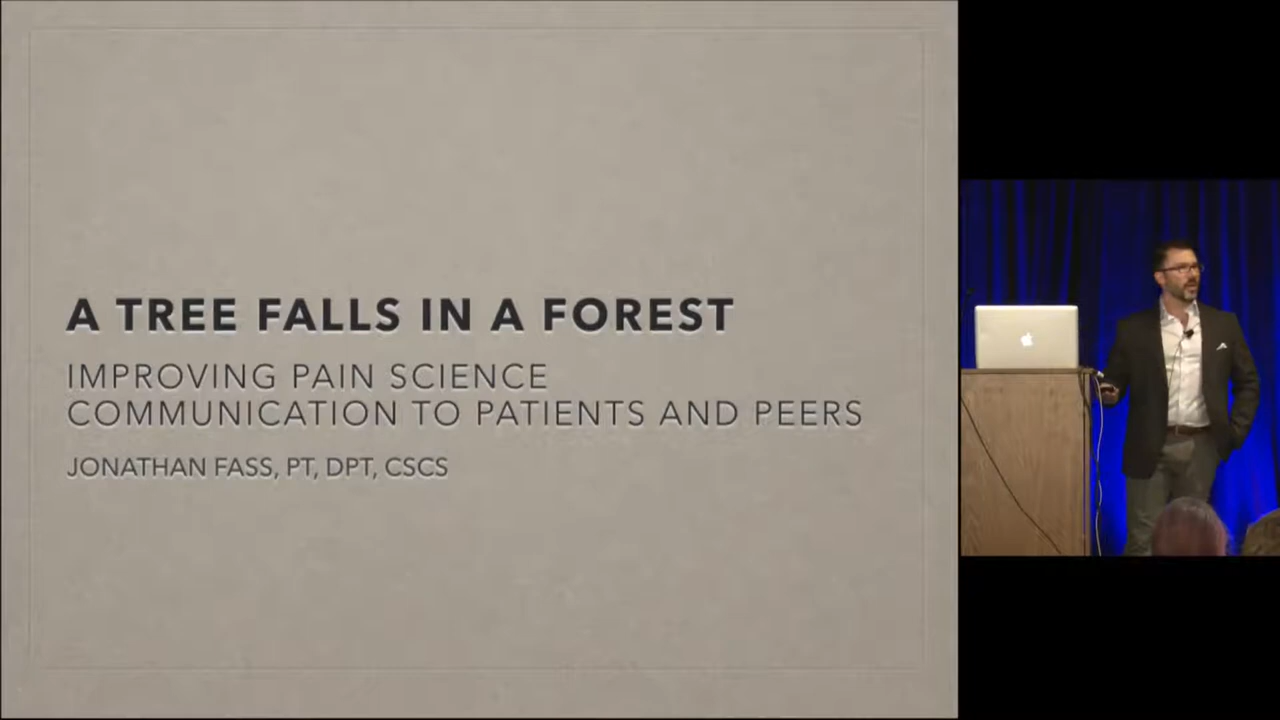 A TREE FALLS IN A FOREST
IMPROVING PAIN SCIENCE
COMMUNICATION TO PATIENTS AND PEERS
JONATHAN FASS, PT, DPT, CSCS